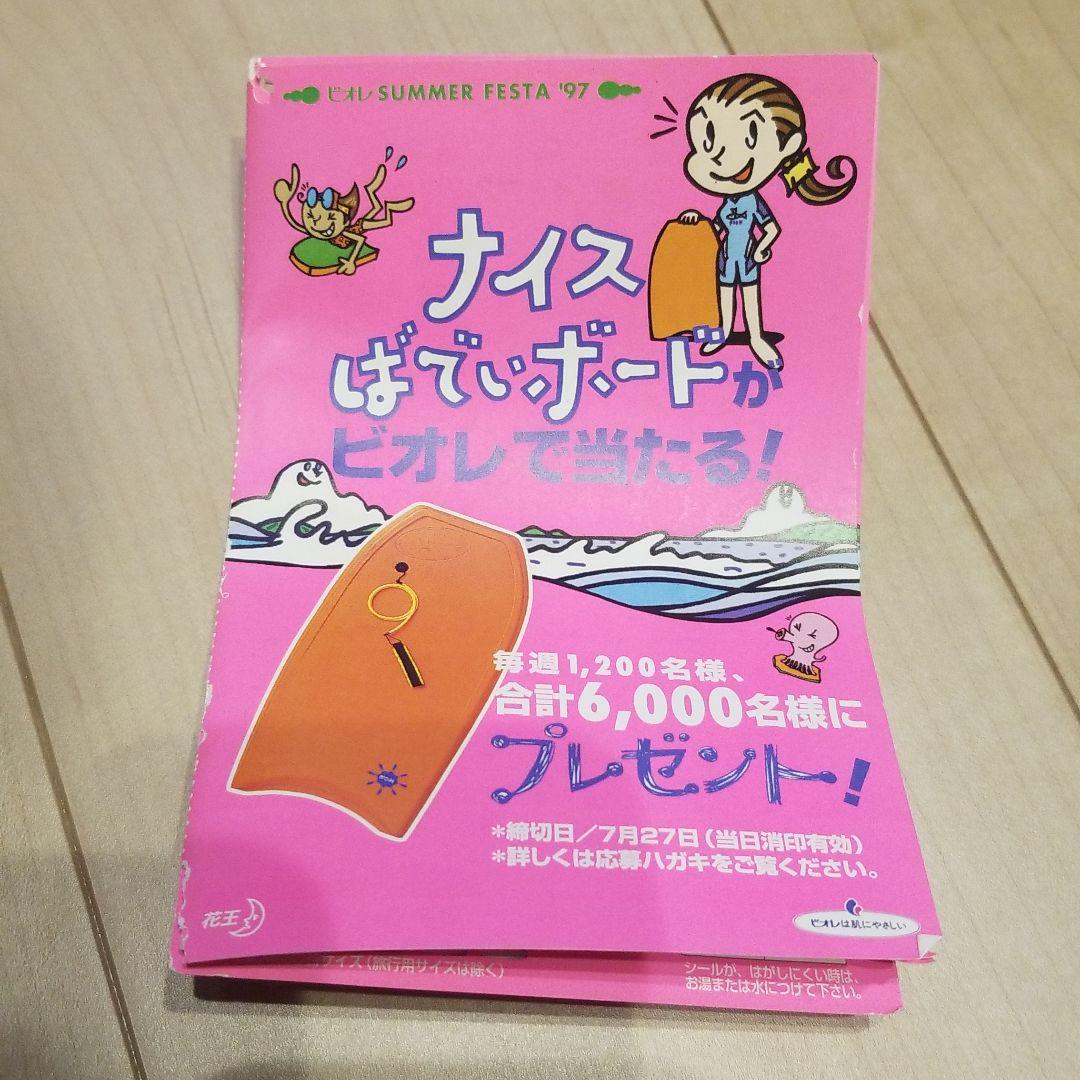 ビオレ SUMMER FESTA '97
ナイス
ばでぃボードが
ビオレで当たる!
毎週1,200名様、
合計6,000名様に
プレゼント!
*締切日/7月27日(当日消印有効)
*詳しくは応募ハガキをご覧ください。
花王
ビオレは肌にやさしい
サイズ(旅行用サイズは除く)
シールが、はがしにくい時は、
お湯または水につけて下さい。